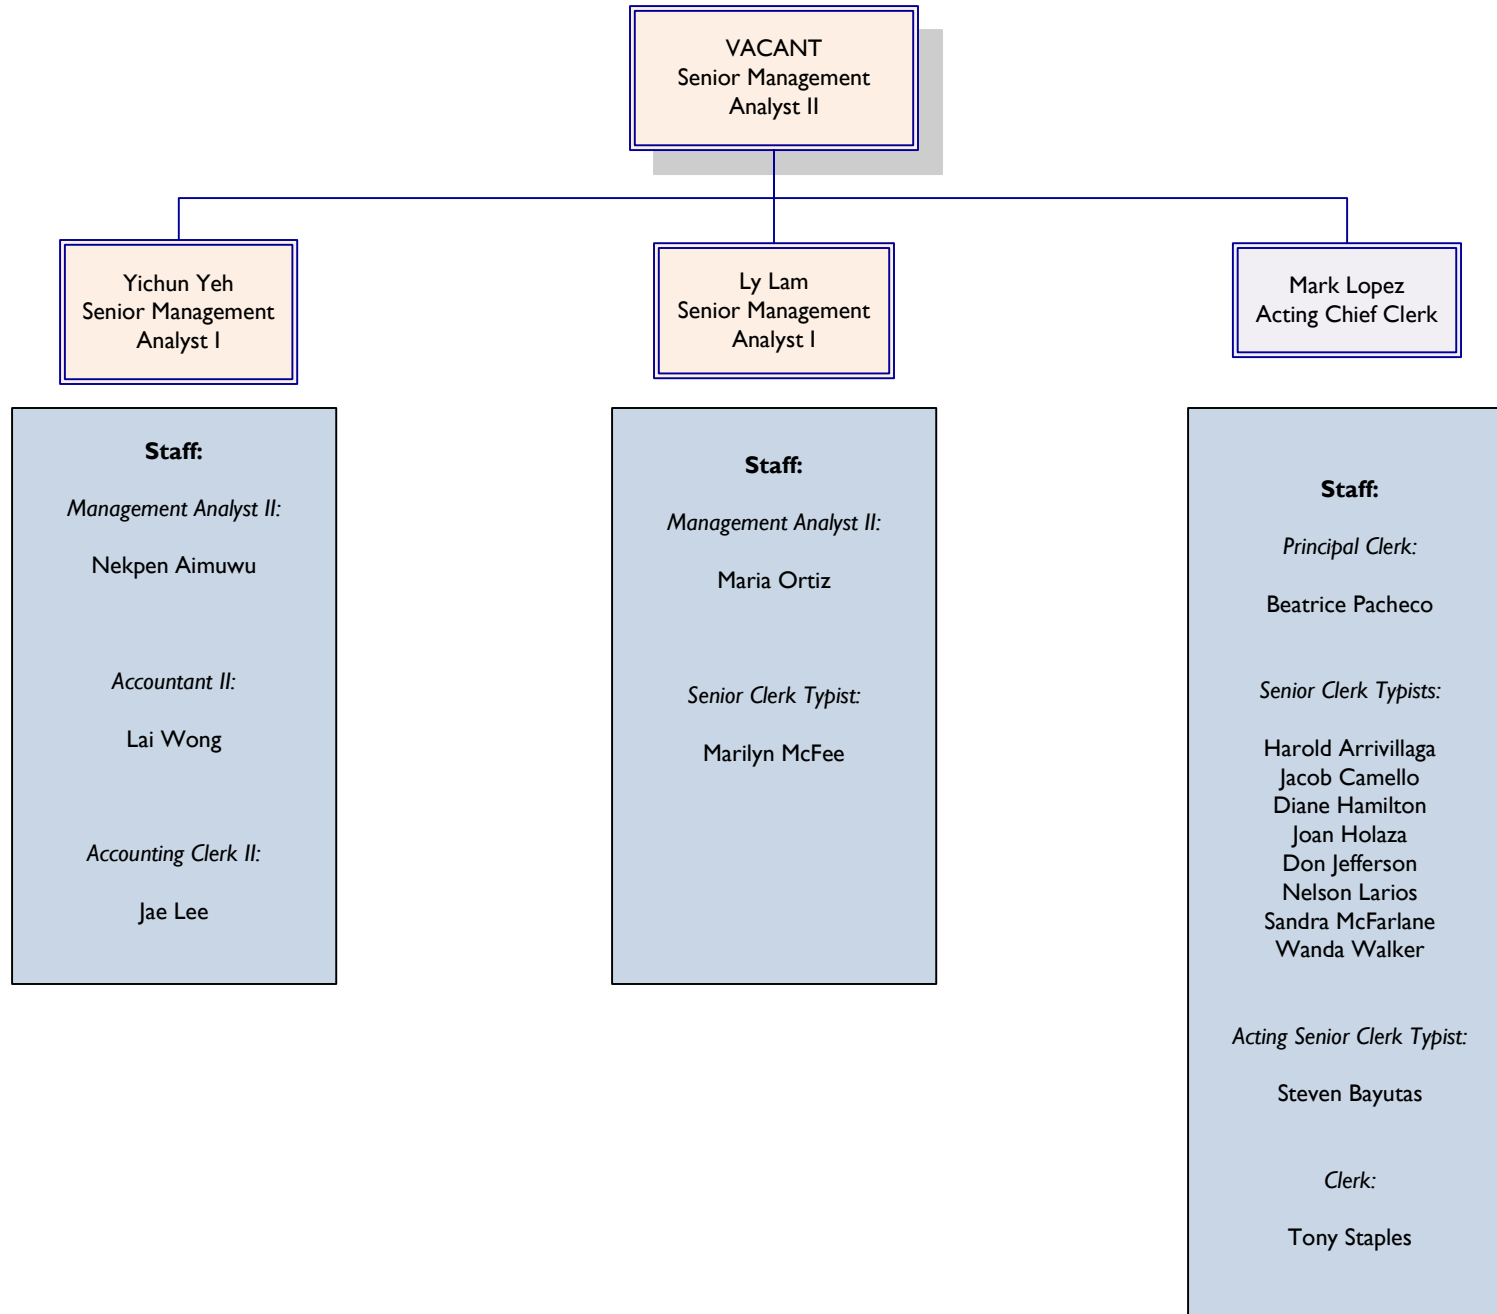 VACANT
Senior Management
Analyst II
Yichun Yeh
Senior Management
Analyst I
Ly Lam
Senior Management
Analyst I
Mark Lopez
Acting Chief Clerk
Staff:
Management Analyst II:
Nekpen Aimuwu
Accountant II:
Lai Wong
Accounting Clerk II:
Jae Lee
Staff:
Management Analyst II:
Maria Ortiz
Senior Clerk Typist:
Marilyn McFee
Staff:
Principal Clerk:
Beatrice Pacheco
Senior Clerk Typists:
Harold Arrivillaga
Jacob Camello
Diane Hamilton
Joan Holaza
Don Jefferson
Nelson Larios
Sandra McFarlane
Wanda Walker
Acting Senior Clerk Typist:
Steven Bayutas
Clerk:
Tony Staples